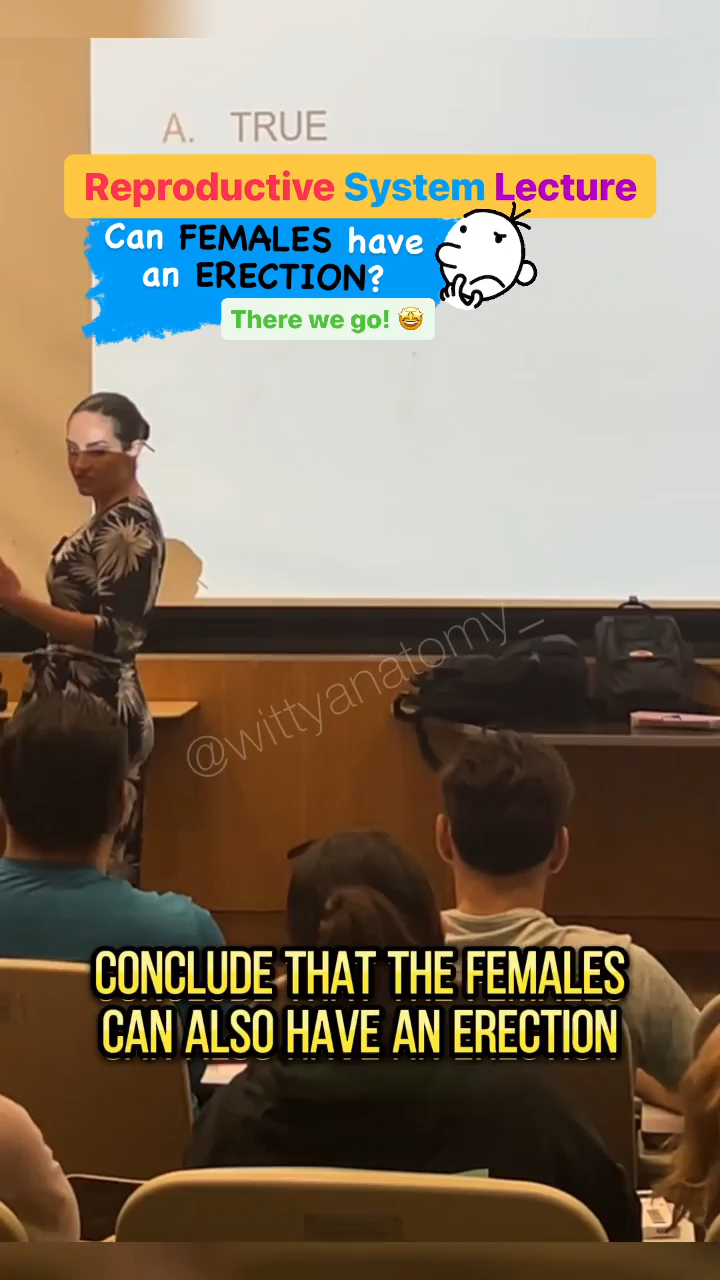 A. TRUE
Reproductive System Lecture
Can FEMALES have
an ERECTION?
There we go! 🤩
@wittyanatomy_
CONCLUDE THAT THE FEMALES
CAN ALSO HAVE AN ERECTION